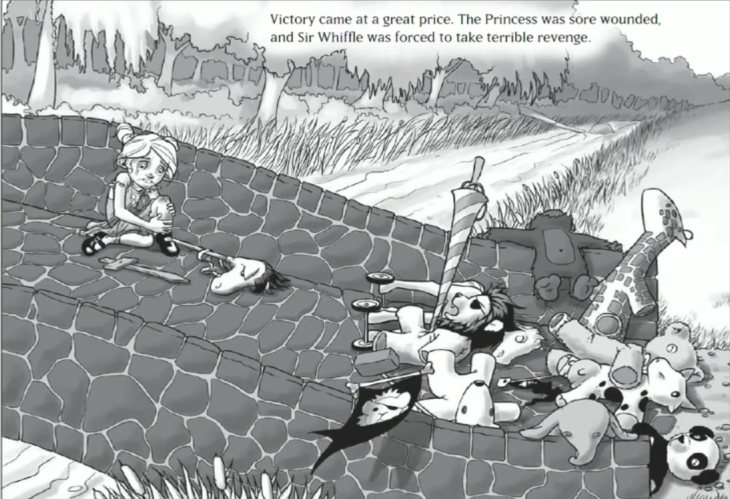 Victory came at a great price. The Princess was sore wounded,
and Sir Whiffle was forced to take terrible revenge.